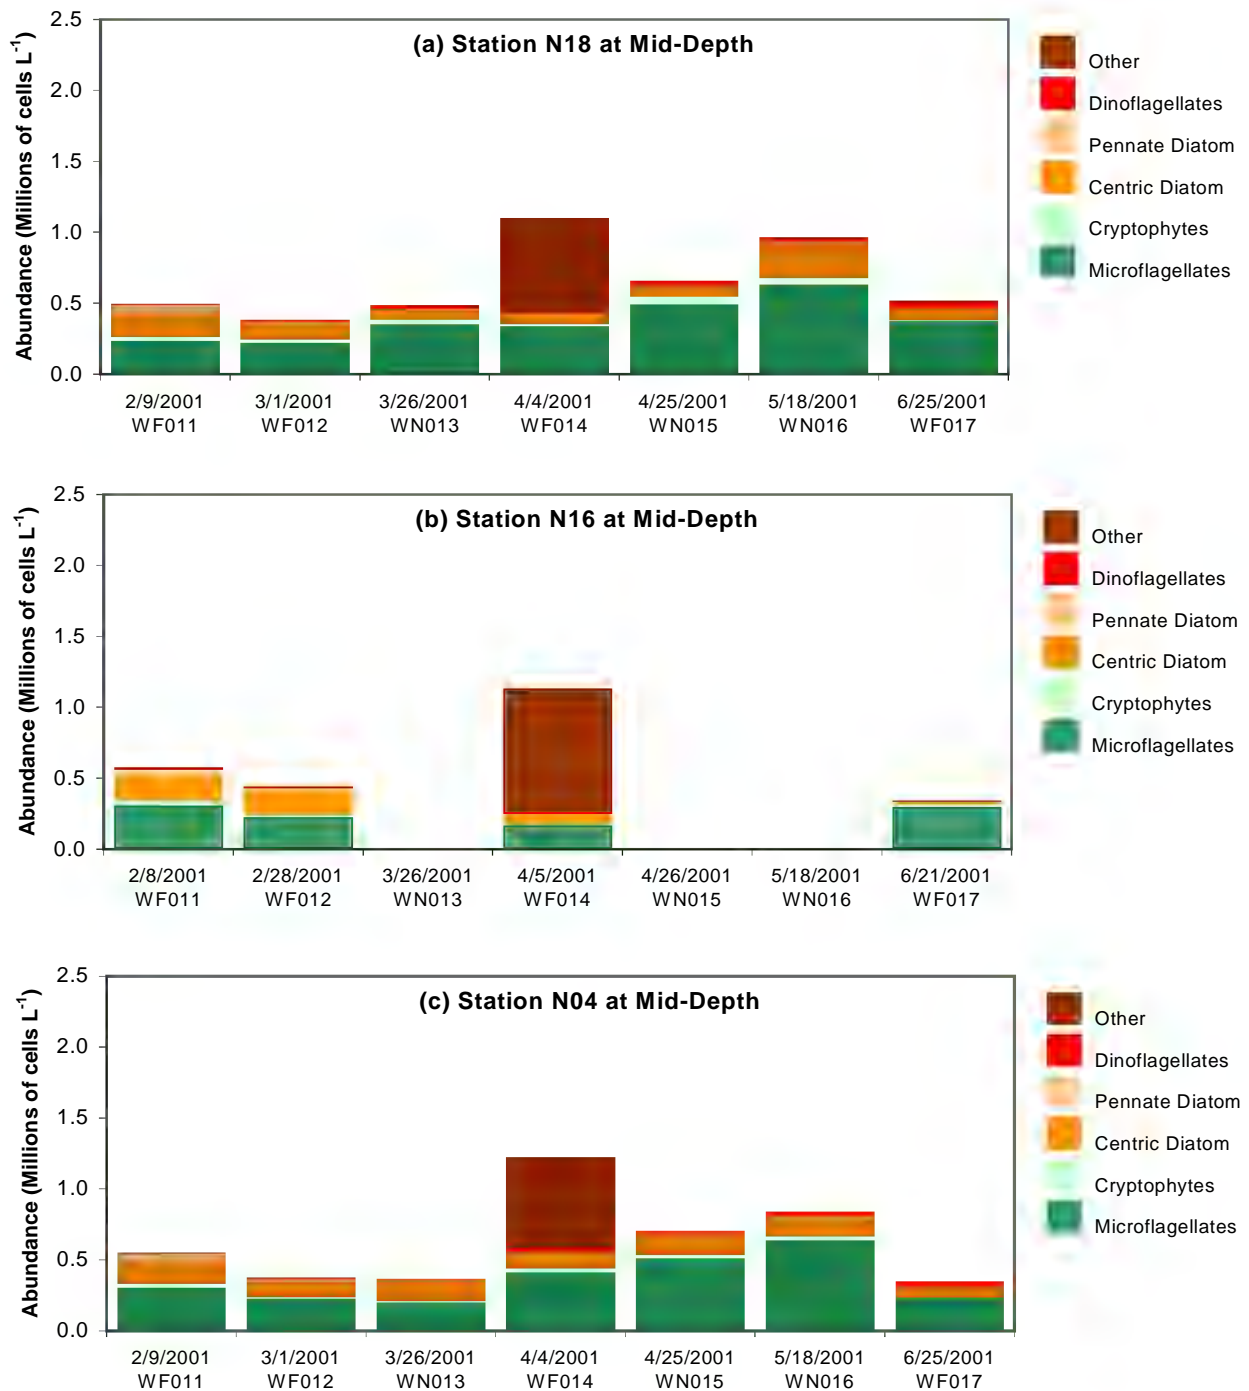 (a) Station N18 at Mid-Depth
Abundance (Millions of cells L-1)
2.5
2.0
1.5
1.0
0.5
0.0
2/9/2001 3/1/2001 3/26/2001 4/4/2001 4/25/2001 5/18/2001 6/25/2001
WF011 WF012 WN013 WF014 WN015 WN016 WF017
Other
Dinoflagellates
Pennate Diatom
Centric Diatom
Cryptophytes
Microflagellates
(b) Station N16 at Mid-Depth
Abundance (Millions of cells L-1)
2.5
2.0
1.5
1.0
0.5
0.0
2/8/2001 2/28/2001 3/26/2001 4/5/2001 4/26/2001 5/18/2001 6/21/2001
WF011 WF012 WN013 WF014 WN015 WN016 WF017
Other
Dinoflagellates
Pennate Diatom
Centric Diatom
Cryptophytes
Microflagellates
(c) Station N04 at Mid-Depth
Abundance (Millions of cells L-1)
2.5
2.0
1.5
1.0
0.5
0.0
2/9/2001 3/1/2001 3/26/2001 4/4/2001 4/25/2001 5/18/2001 6/25/2001
WF011 WF012 WN013 WF014 WN015 WN016 WF017
Other
Dinoflagellates
Pennate Diatom
Centric Diatom
Cryptophytes
Microflagellates